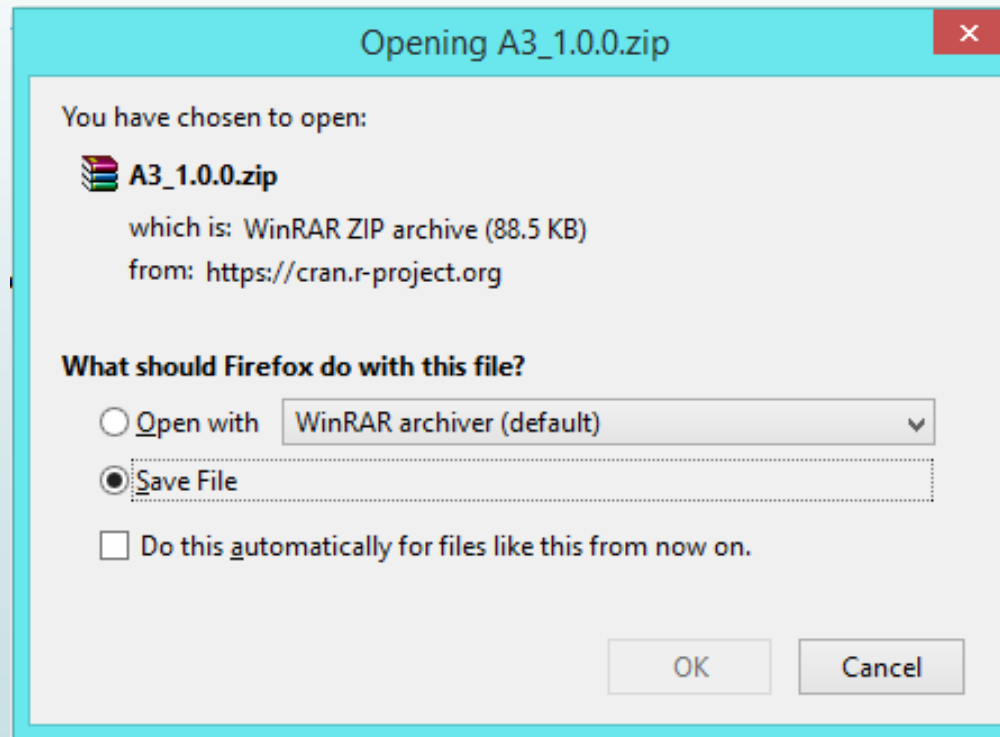 Opening A3_1.0.0.zip
You have chosen to open:
A3_1.0.0.zip
which is: WinRAR ZIP archive (88.5 KB)
from: https://cran.r-project.org
What should Firefox do with this file?
Open with WinRAR archiver (default)
Save File
Do this automatically for files like this from now on.
OK Cancel